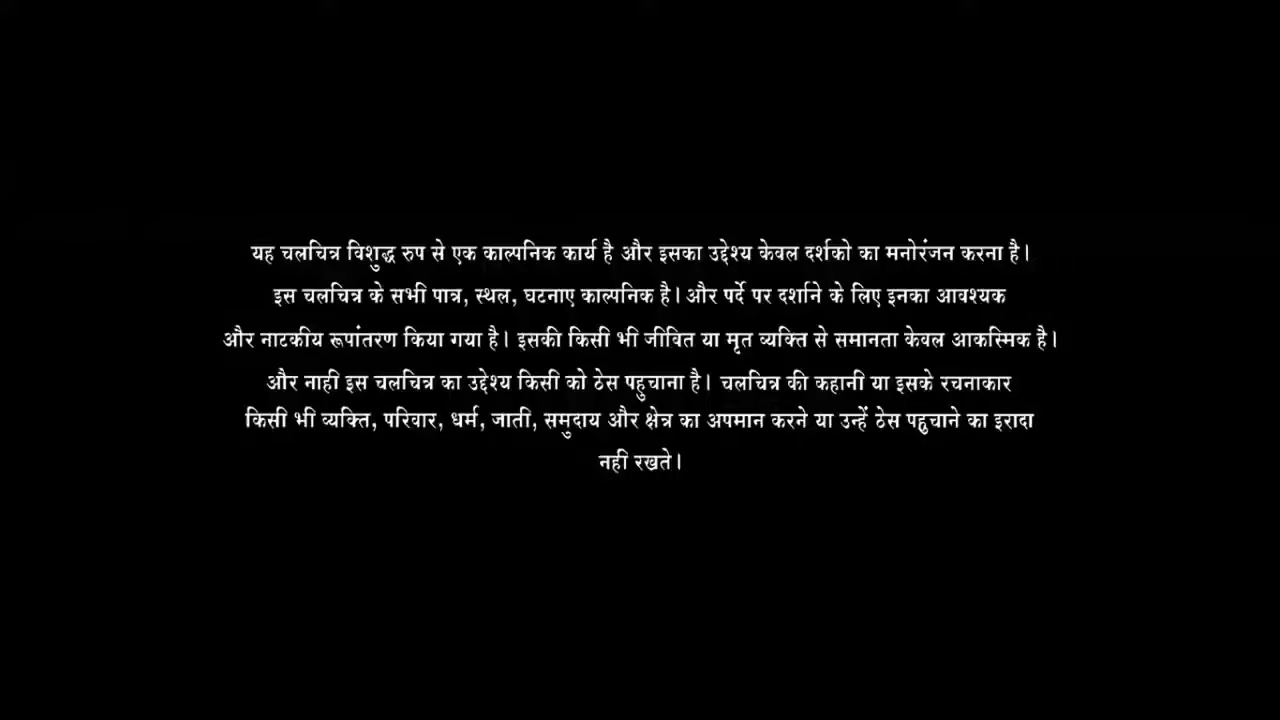 यह चलचित्र विशुद्ध रुप से एक काल्पनिक कार्य है और इसका उद्देश्य केवल दर्शको का मनोरंजन करना है।
इस चलचित्र के सभी पात्र, स्थल, घटनाए काल्पनिक है। और पर्दे पर दर्शाने के लिए इनका आवश्यक
और नाटकीय रूपांतरण किया गया है। इसकी किसी भी जीवित या मृत व्यक्ति से समानता केवल आकस्मिक है।
और नाही इस चलचित्र का उद्देश्य किसी को ठेस पहुचाना है। चलचित्र की कहानी या इसके रचनाकार
किसी भी व्यक्ति, परिवार, धर्म, जाती, समुदाय और क्षेत्र का अपमान करने या उन्हें ठेस पहुचाने का इरादा
नही रखते।